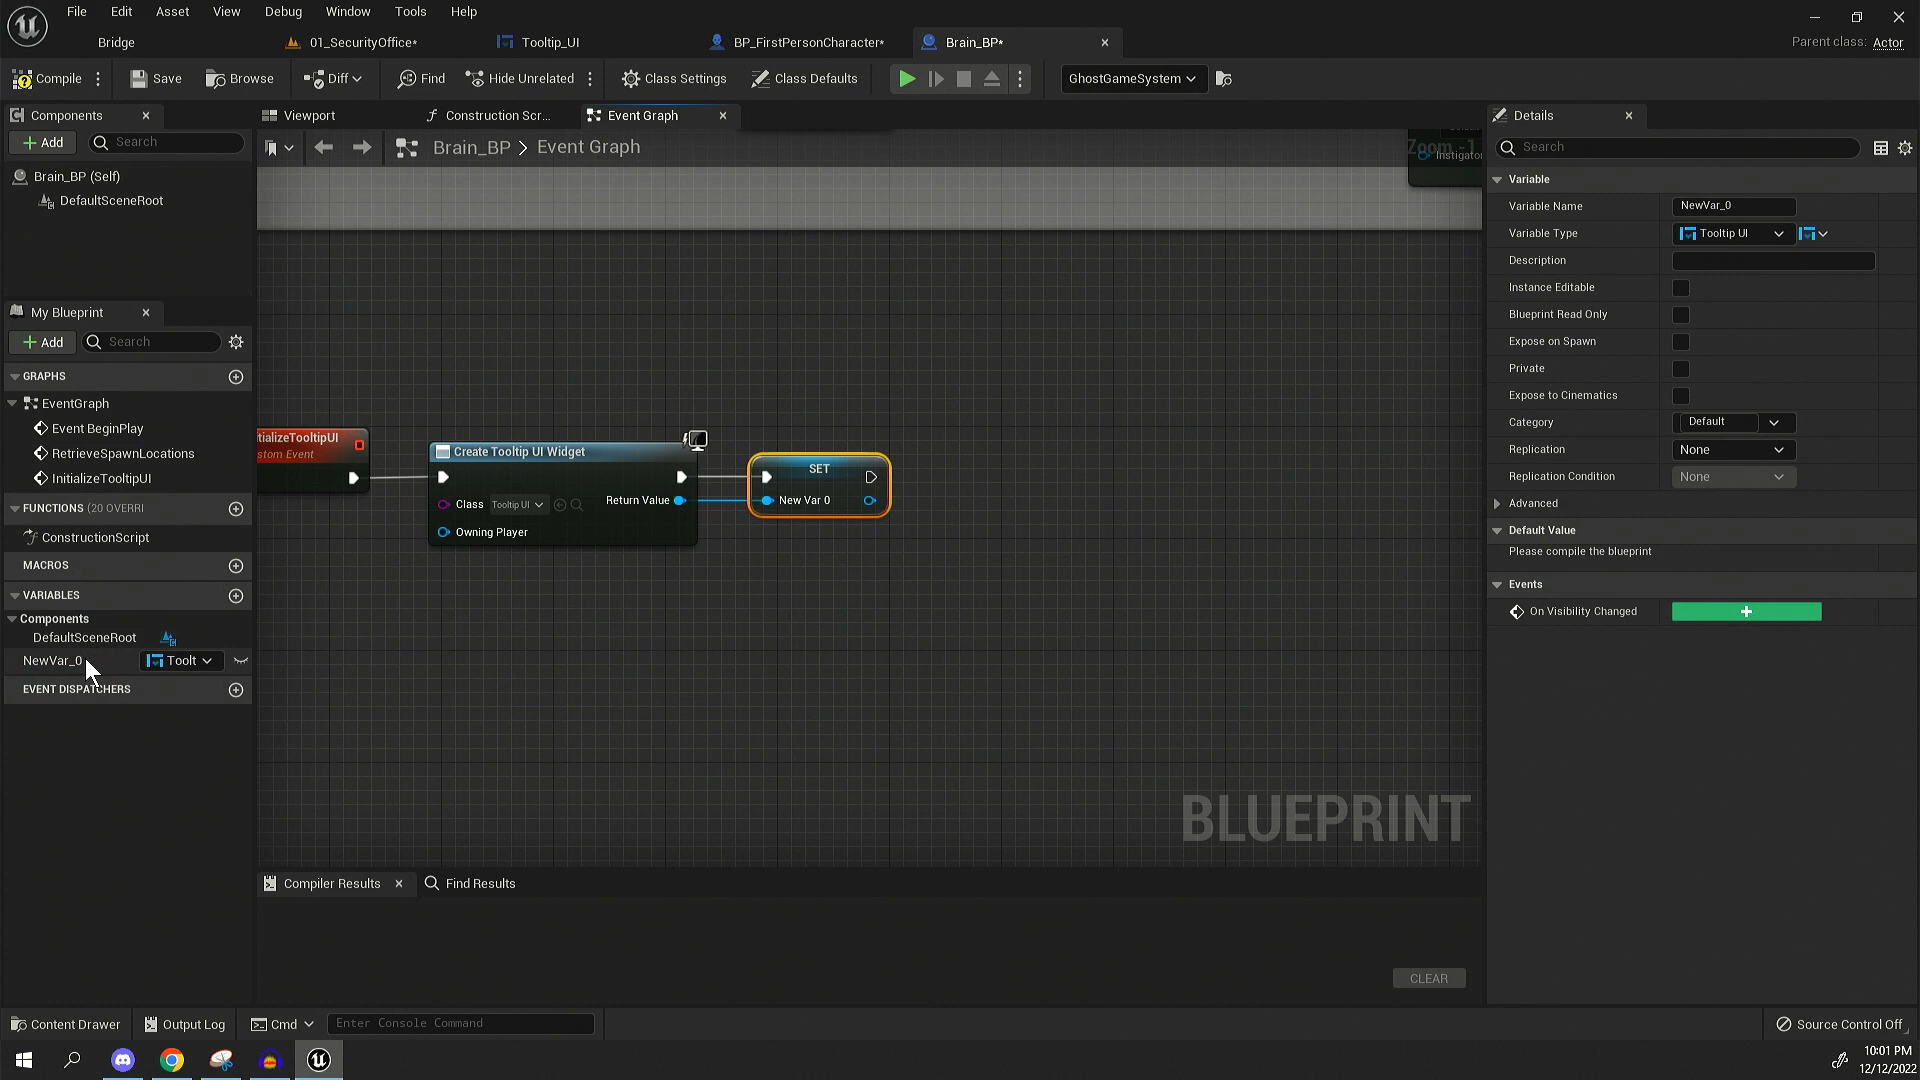 File Edit Asset View Debug Window Tools Help
Bridge 01_SecurityOffice* Tooltip_UI BP_FirstPersonCharacter* Brain_BP*
Parent class: Actor
Compile Save Browse Diff Find Hide Unrelated Class Settings Class Defaults GhostGameSystem
Components
Add Search
Brain_BP (Self)
DefaultSceneRoot
My Blueprint
Add Search
GRAPHS
EventGraph
Event BeginPlay
RetrieveSpawnLocations
InitializeTooltipUI
FUNCTIONS (20 OVERRI
ConstructionScript
MACROS
VARIABLES
Components
DefaultSceneRoot
NewVar_0 Toolt
EVENT DISPATCHERS
Viewport Construction Scr... Event Graph
Brain_BP > Event Graph
Zoom -1
Instigator
itializeTooltipUI
stom Event
Create Tooltip UI Widget
Class Tooltip UI
Return Value
Owning Player
SET
New Var 0
BLUEPRINT
Compiler Results Find Results
CLEAR
Details
Search
Variable
Variable Name NewVar_0
Variable Type Tooltip UI
Description
Instance Editable
Blueprint Read Only
Expose on Spawn
Private
Expose to Cinematics
Category Default
Replication None
Replication Condition None
Advanced
Default Value
Please compile the blueprint
Events
On Visibility Changed
Content Drawer Output Log Cmd Enter Console Command
Source Control Off
10:01 PM
12/12/2022